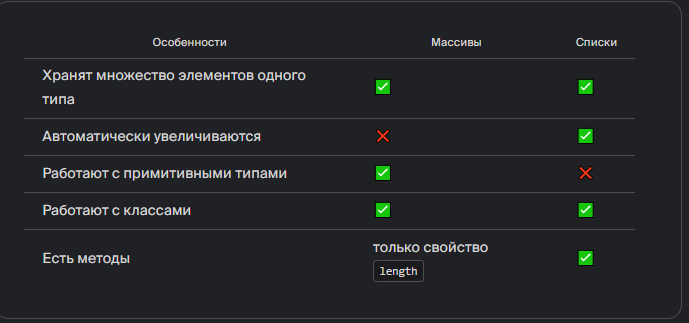 Особенности Массивы Списки
Хранят множество элементов одного
типа
Автоматически увеличиваются
Работают с примитивными типами
Работают с классами
Есть методы
только свойство
length